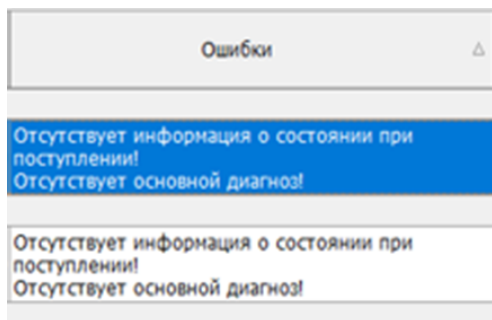 Ошибки
Отсутствует информация о состоянии при
поступлении!
Отсутствует основной диагноз!
Отсутствует информация о состоянии при
поступлении!
Отсутствует основной диагноз!